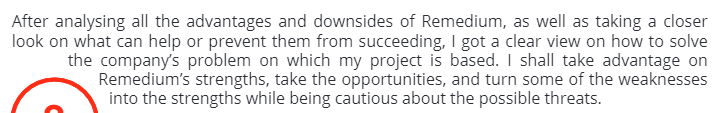 After analysing all the advantages and downsides of Remedium, as well as taking a closer
look on what can help or prevent them from succeeding, I got a clear view on how to solve
the company's problem on which my project is based. I shall take advantage on
Remedium's strengths, take the opportunities, and turn some of the weaknesses
into the strengths while being cautious about the possible threats.